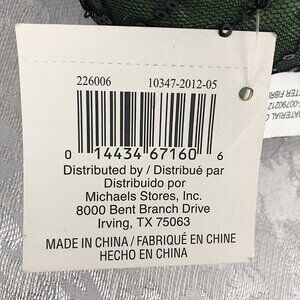 226006 10347-2012-05
0 14434 67160 6
Distributed by / Distribué par
Distribuido por
Michaels Stores, Inc.
8000 Bent Branch Drive
Irving, TX 75063
MADE IN CHINA / FABRIQUÉ EN CHINE
HECHO EN CHINA